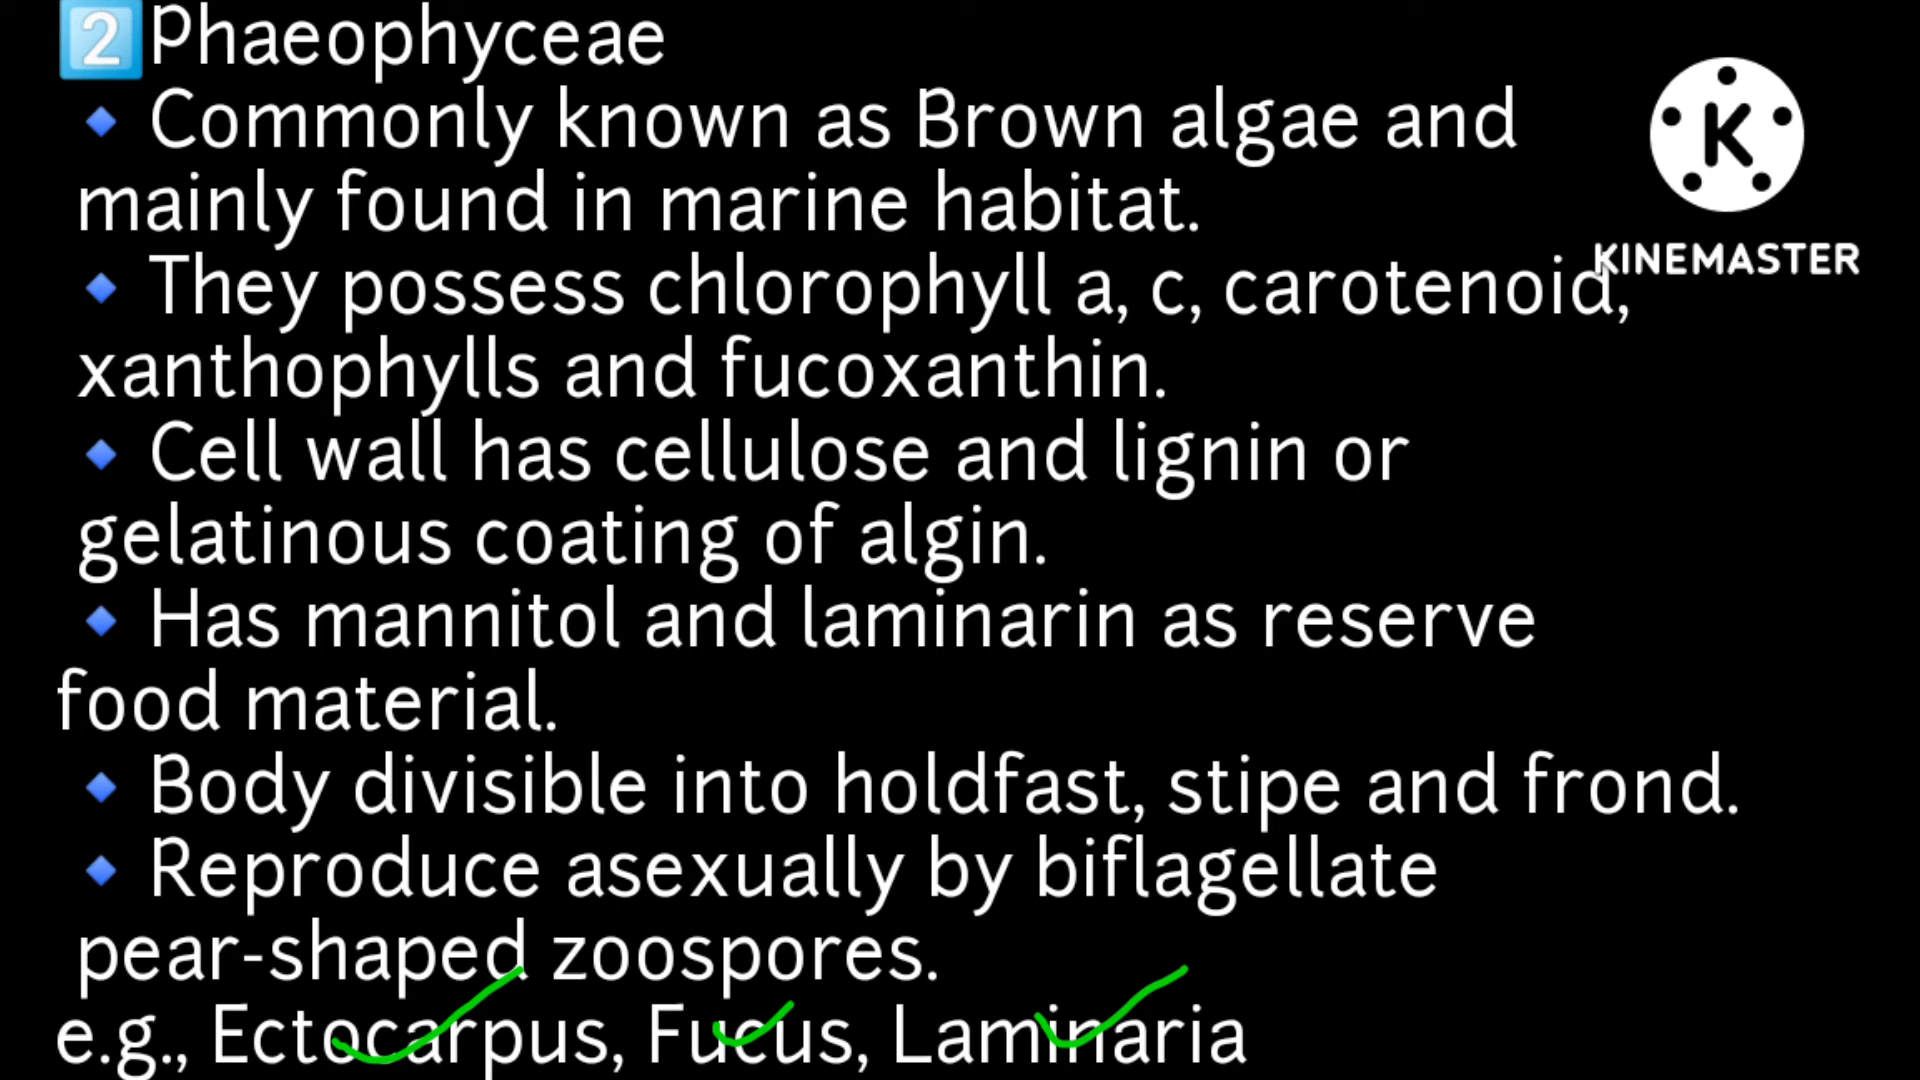 2 Phaeophyceae
🔹 Commonly known as Brown algae and
mainly found in marine habitat.
🔹 They possess chlorophyll a, c, carotenoid,
xanthophylls and fucoxanthin.
🔹 Cell wall has cellulose and lignin or
gelatinous coating of algin.
🔹 Has mannitol and laminarin as reserve
food material.
🔹 Body divisible into holdfast, stipe and frond.
🔹 Reproduce asexually by biflagellate
pear-shaped zoospores.
e.g., Ectocarpus, Fucus, Laminaria
K
KINEMASTER